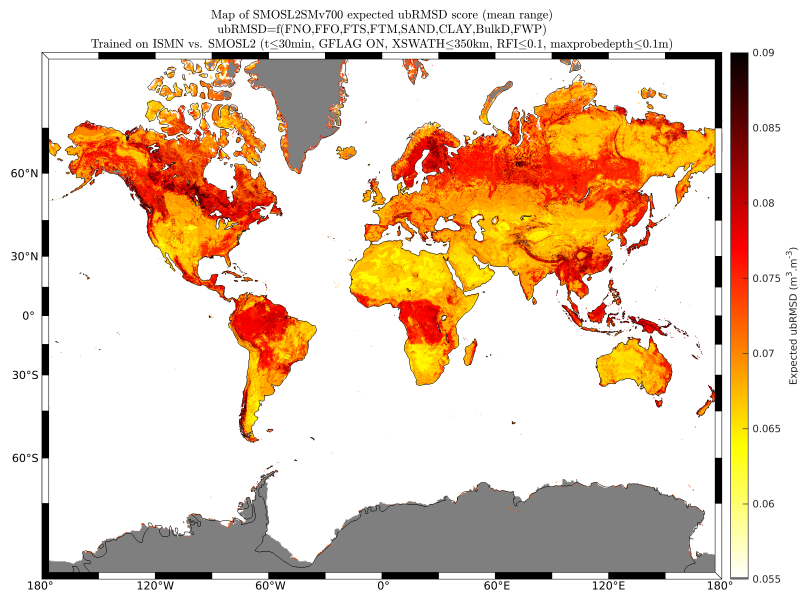 Map of SMOSL2SMv700 expected ubRMSD score (mean range)
ubRMSD=f(FNO,FFO,FTS,FTM,SAND,CLAY,BulkD,FWP)
Trained on ISMN vs. SMOSL2 (t≤30min, GFLAG ON, XSWATH≤350km, RFI≤0.1, maxprobedepth≤0.1m)
0.09
0.085
0.08
0.075
0.07
0.065
0.06
0.055
Expected ubRMSD (m³.m⁻³)
60°N
30°N
0°
30°S
60°S
180°
120°W
60°W
0°
60°E
120°E
180°